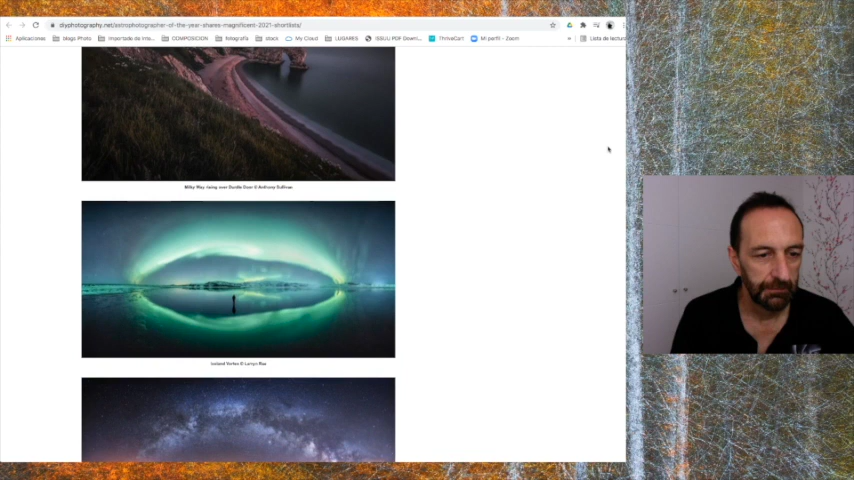 diyphotography.net/astrophotographer-of-the-year-shares-magnificent-2021-shortlists/
Aplicaciones blogs Photo Importado de Inte... COMPOSICION fotografía stock My Cloud LUGARES ISSUU PDF Downl... ThriveCart Mi perfil - Zoom » Lista de lectura
Milky Way rising over Durdle Door © Anthony Sullivan
Iceland Vortex © Larryn Rae